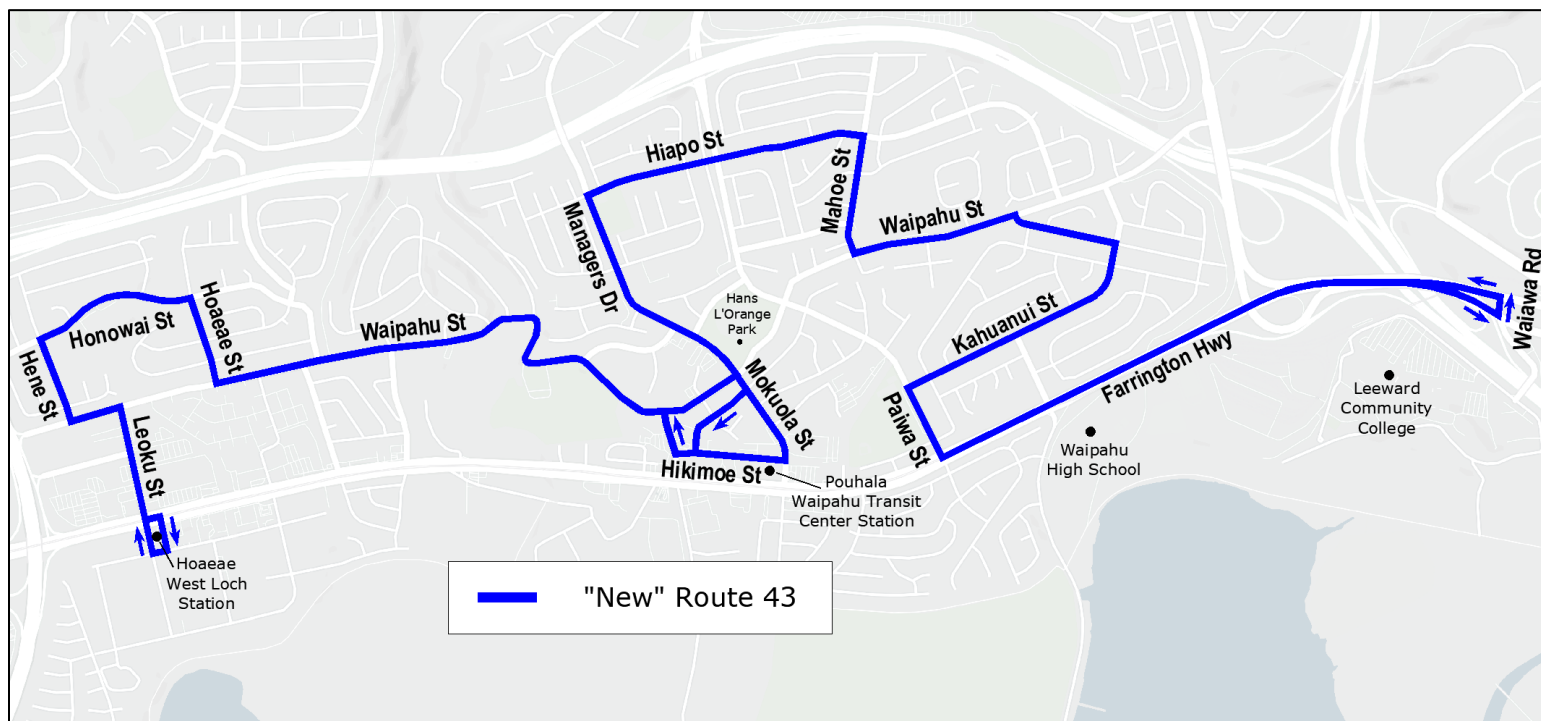 Hiapo St
Mahoe St
Waipahu St
Managers Dr
Waiawa Rd
Hoaeae St
Honowai St
Waipahu St
Hans
L'Orange
Park
Kahuanui St
Farrington Hwy
Hene St
Leoku St
Mokuola St
Paiwa St
Leeward
Community
College
Waipahu
High School
Hikimoe St
Pouhala
Waipahu Transit
Center Station
Hoaeae
West Loch
Station
"New" Route 43